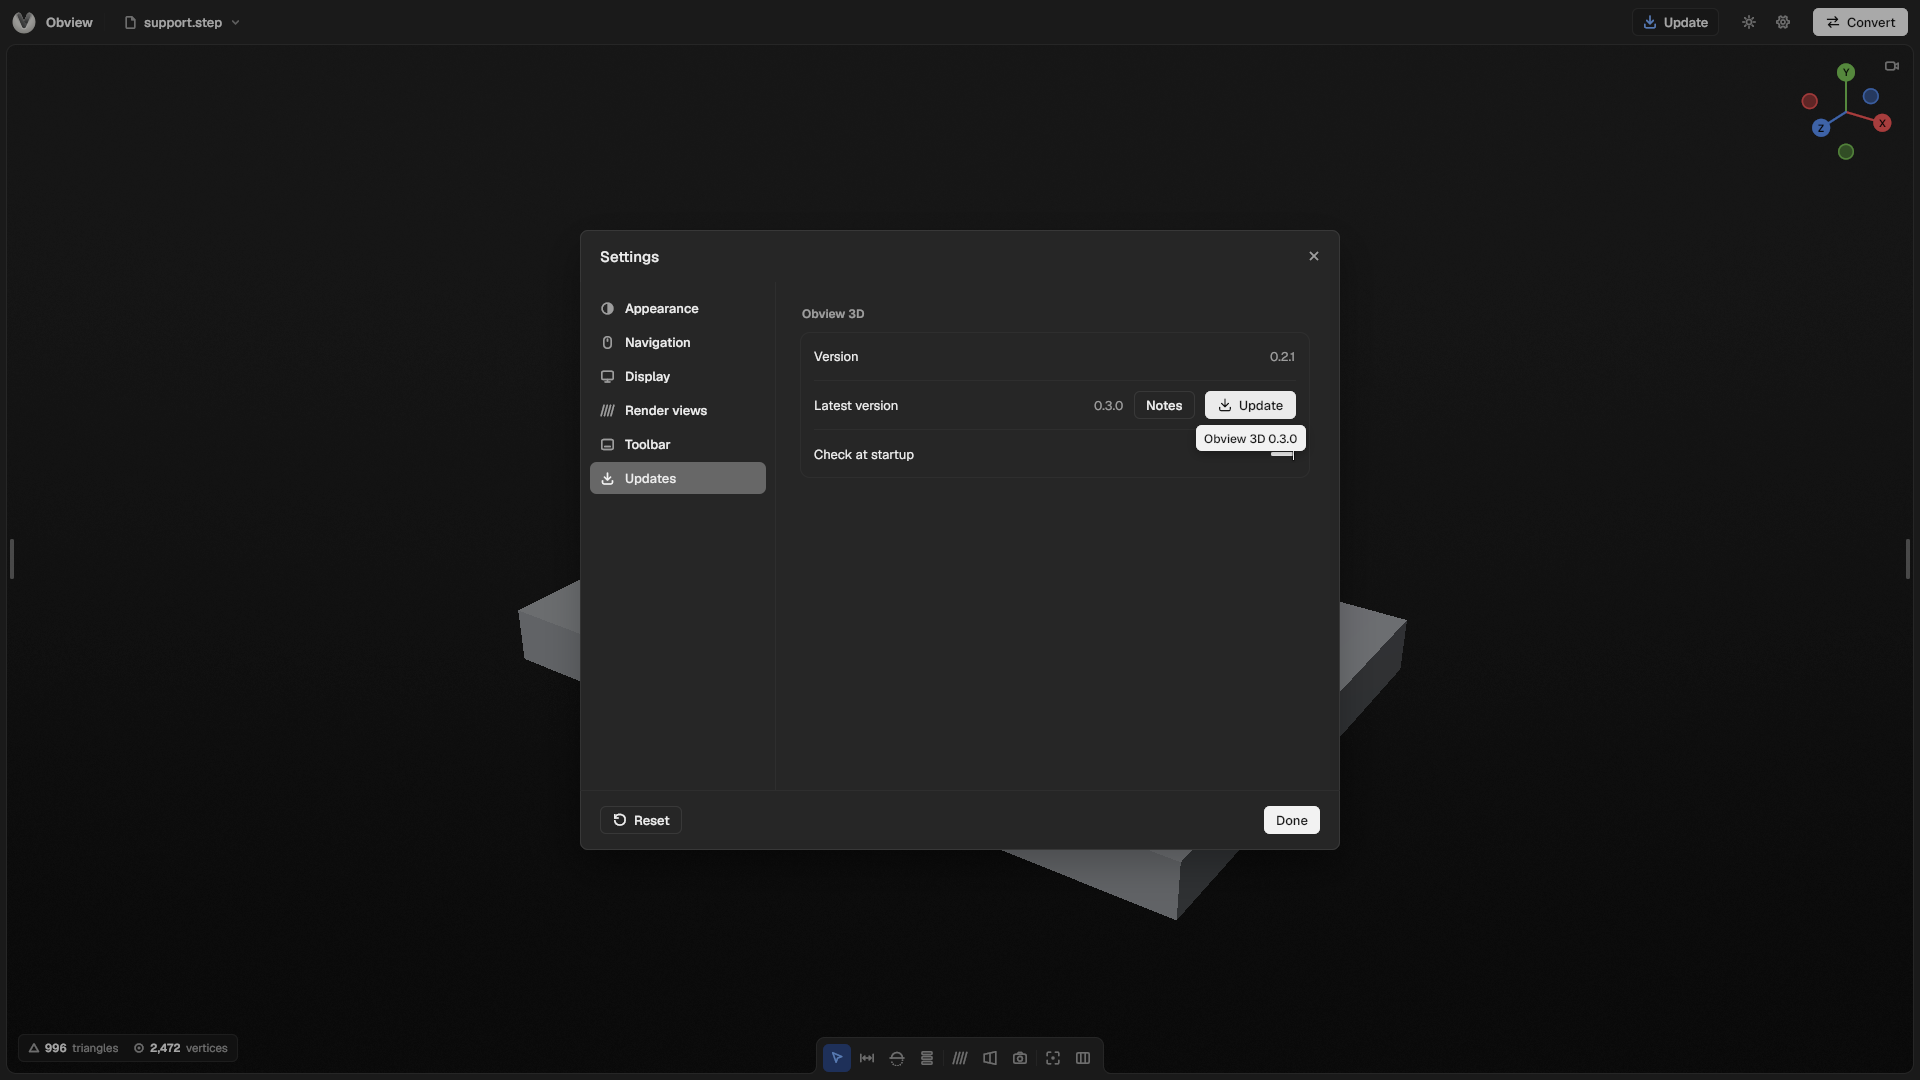 Obview
support.step
Update
Convert
Y
X
Z
Settings
Appearance
Navigation
Display
Render views
Toolbar
Updates
Obview 3D
Version 0.2.1
Latest version 0.3.0 Notes Update
Obview 3D 0.3.0
Check at startup
Reset
Done
996 triangles 2,472 vertices